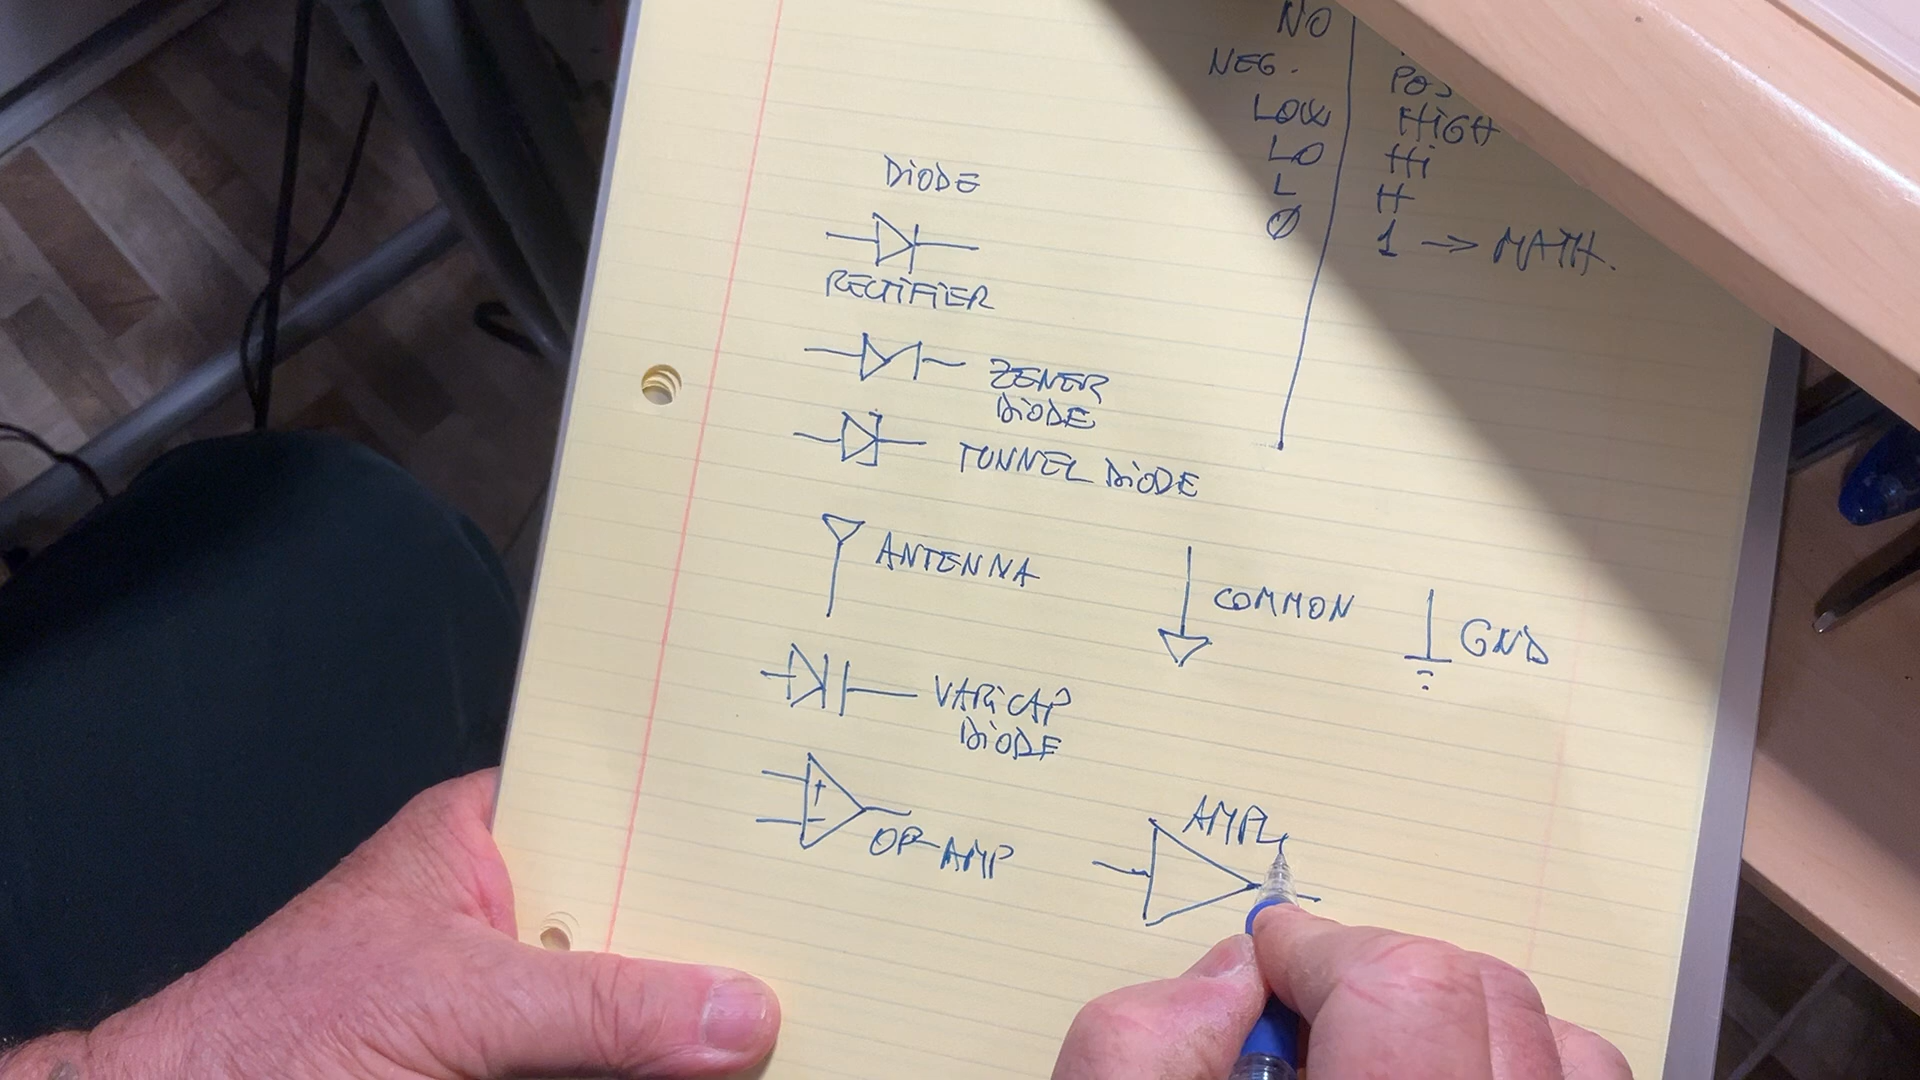 NO
NEG.
POS
LOW HIGH
LO Hi
L H
Ø 1 → MATH.
DiODE
RECTiFiER
ZENER
DiODE
TUNNEL DiODE
ANTENNA
COMMON
GND
VARiCAP
DiODE
+
-
OP-AMP
AMPL